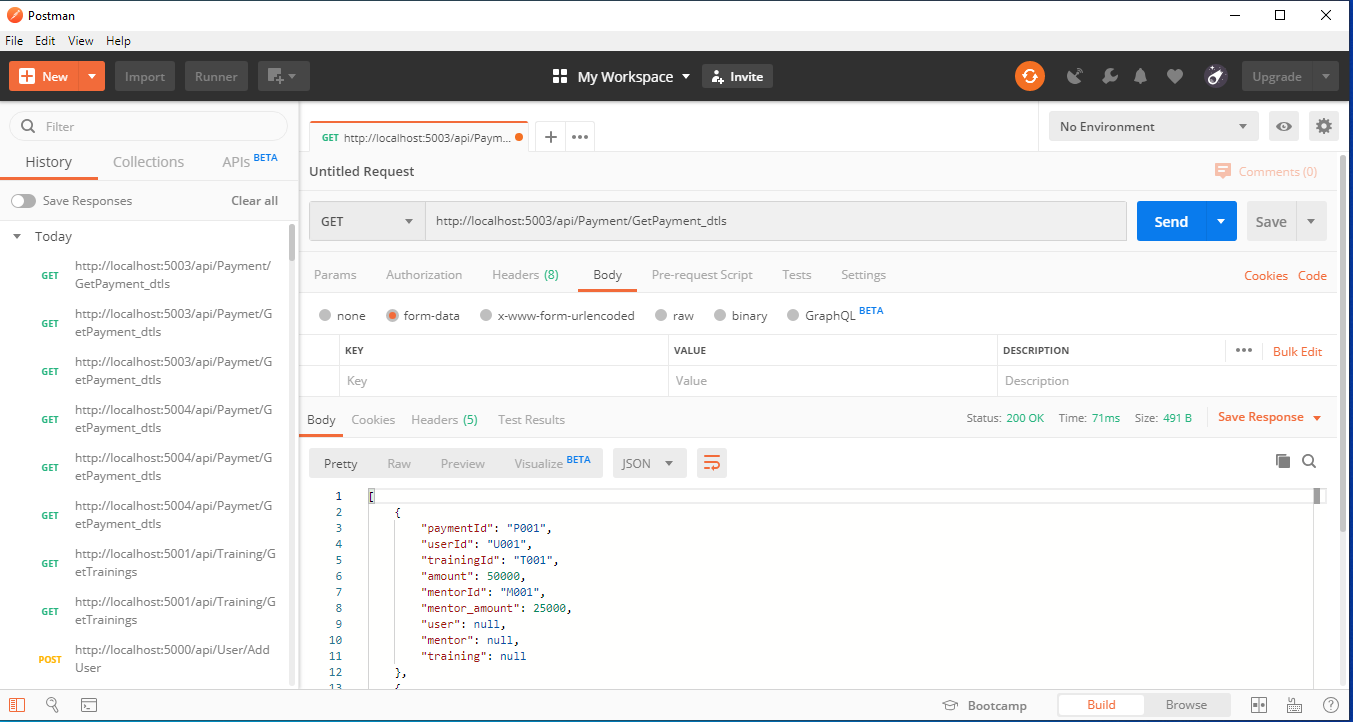 Postman
File Edit View Help
New Import Runner My Workspace Invite Upgrade
Filter
History Collections APIs BETA
Save Responses Clear all
Today
GET http://localhost:5003/api/Payment/
GetPayment_dtls
GET http://localhost:5003/api/Paymet/G
etPayment_dtls
GET http://localhost:5003/api/Paymet/G
etPayment_dtls
GET http://localhost:5004/api/Paymet/G
etPayment_dtls
GET http://localhost:5004/api/Paymet/G
etPayment_dtls
GET http://localhost:5004/api/Paymet/G
etPayment_dtls
GET http://localhost:5001/api/Training/G
etTrainings
GET http://localhost:5001/api/Training/G
etTrainings
POST http://localhost:5000/api/User/Add
User
GET http://localhost:5003/api/Paym...
No Environment
Untitled Request Comments (0)
GET http://localhost:5003/api/Payment/GetPayment_dtls Send Save
Params Authorization Headers (8) Body Pre-request Script Tests Settings Cookies Code
none form-data x-www-form-urlencoded raw binary GraphQL BETA
KEY VALUE DESCRIPTION Bulk Edit
Key Value Description
Body Cookies Headers (5) Test Results Status: 200 OK Time: 71ms Size: 491 B Save Response
Pretty Raw Preview Visualize BETA JSON
1 [
2 {
3 "paymentId": "P001",
4 "userId": "U001",
5 "trainingId": "T001",
6 "amount": 50000,
7 "mentorId": "M001",
8 "mentor_amount": 25000,
9 "user": null,
10 "mentor": null,
11 "training": null
12 },
13 {
Bootcamp Build Browse